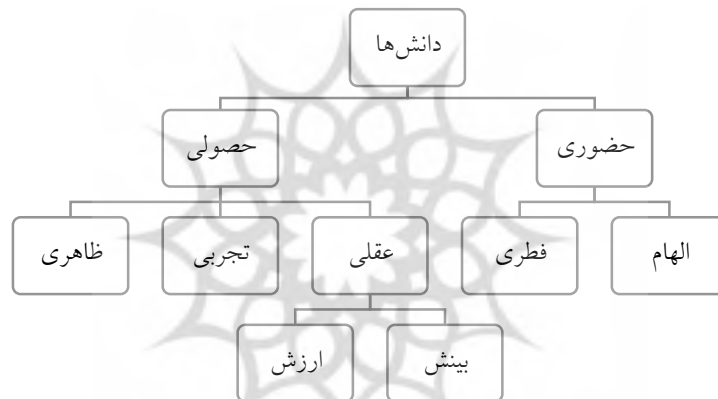 دانش‌ها
حضوری
حصولی
الهام
فطری
عقلی
تجربی
ظاهری
بینش
ارزش